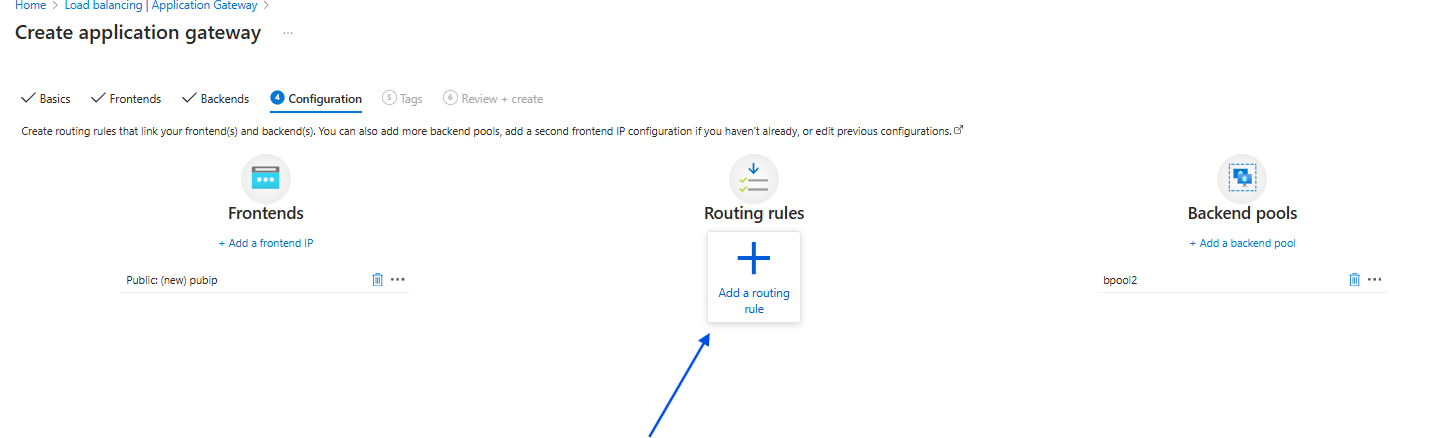 Home > Load balancing | Application Gateway >
Create application gateway ...
Basics Frontends Backends 4 Configuration 5 Tags 6 Review + create
Create routing rules that link your frontend(s) and backend(s). You can also add more backend pools, add a second frontend IP configuration if you haven't already, or edit previous configurations.
Frontends
+ Add a frontend IP
Public: (new) pubip
Routing rules
Add a routing
rule
Backend pools
+ Add a backend pool
bpool2